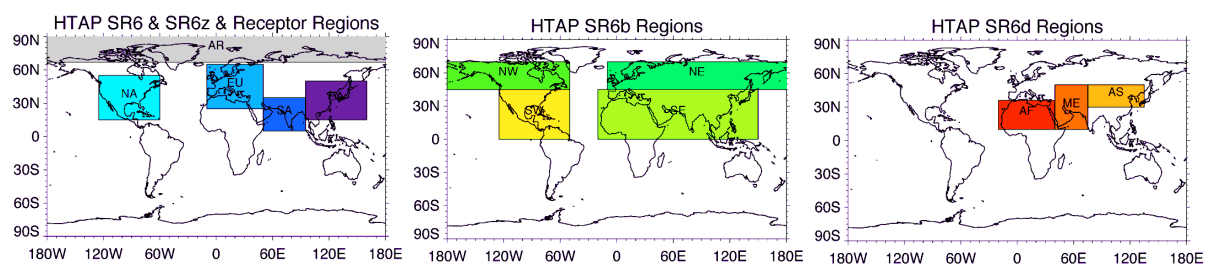 HTAP SR6 & SR6z & Receptor Regions
90N
60N
30N
0
30S
60S
90S
180W 120W 60W 0 60E 120E 180E
AR
NA
EU
SA
HTAP SR6b Regions
90N
60N
30N
0
30S
60S
90S
180W 120W 60W 0 60E 120E 180E
NW
NE
SW
SE
HTAP SR6d Regions
90N
60N
30N
0
30S
60S
90S
180W 120W 60W 0 60E 120E 180E
AF
ME
AS